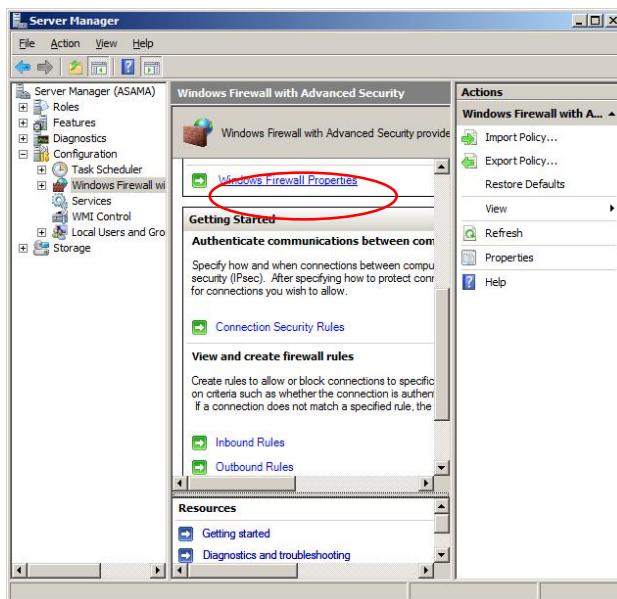 Server Manager
File Action View Help
Server Manager (ASAMA)
Roles
Features
Diagnostics
Configuration
Task Scheduler
Windows Firewall wi
Services
WMI Control
Local Users and Gro
Storage
Windows Firewall with Advanced Security
Windows Firewall with Advanced Security provide
Windows Firewall Properties
Getting Started
Authenticate communications between com
Specify how and when connections between compu
security (IPsec). After specifying how to protect conr
for connections you wish to allow.
Connection Security Rules
View and create firewall rules
Create rules to allow or block connections to specific
on criteria such as whether the connection is authen
If a connection does not match a specified rule, the
Inbound Rules
Outbound Rules
Resources
Getting started
Diagnostics and troubleshooting
Actions
Windows Firewall with A...
Import Policy...
Export Policy...
Restore Defaults
View
Refresh
Properties
Help